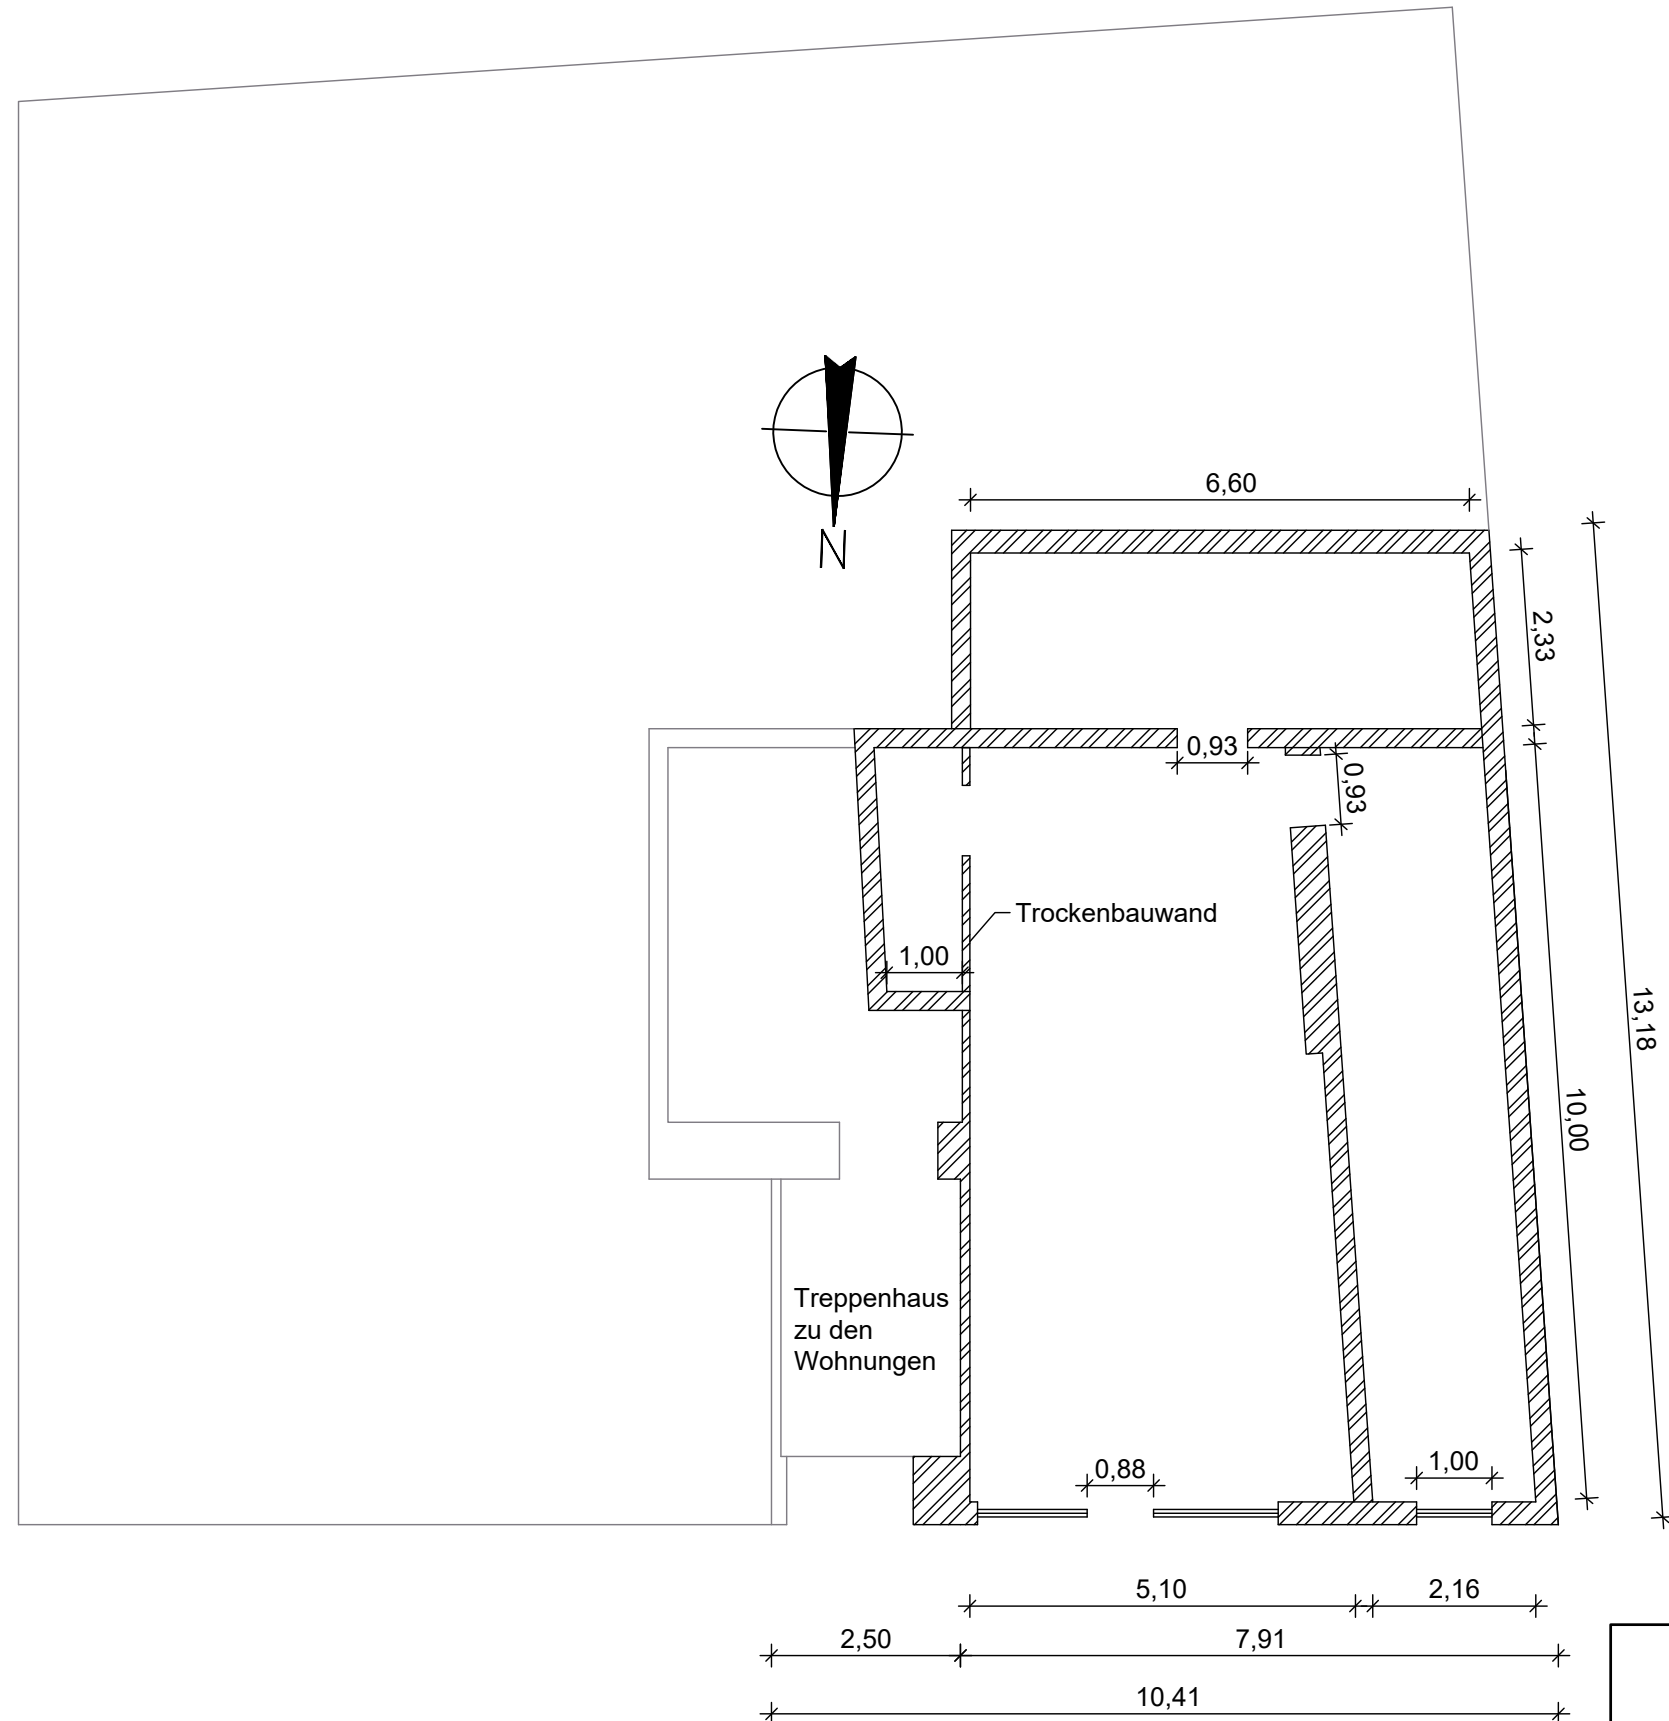 N
6,60
2,33
0,93
0,93
Trockenbauwand
1,00
13,18
10,00
Treppenhaus
zu den
Wohnungen
0,88
1,00
5,10
2,16
2,50
7,91
10,41